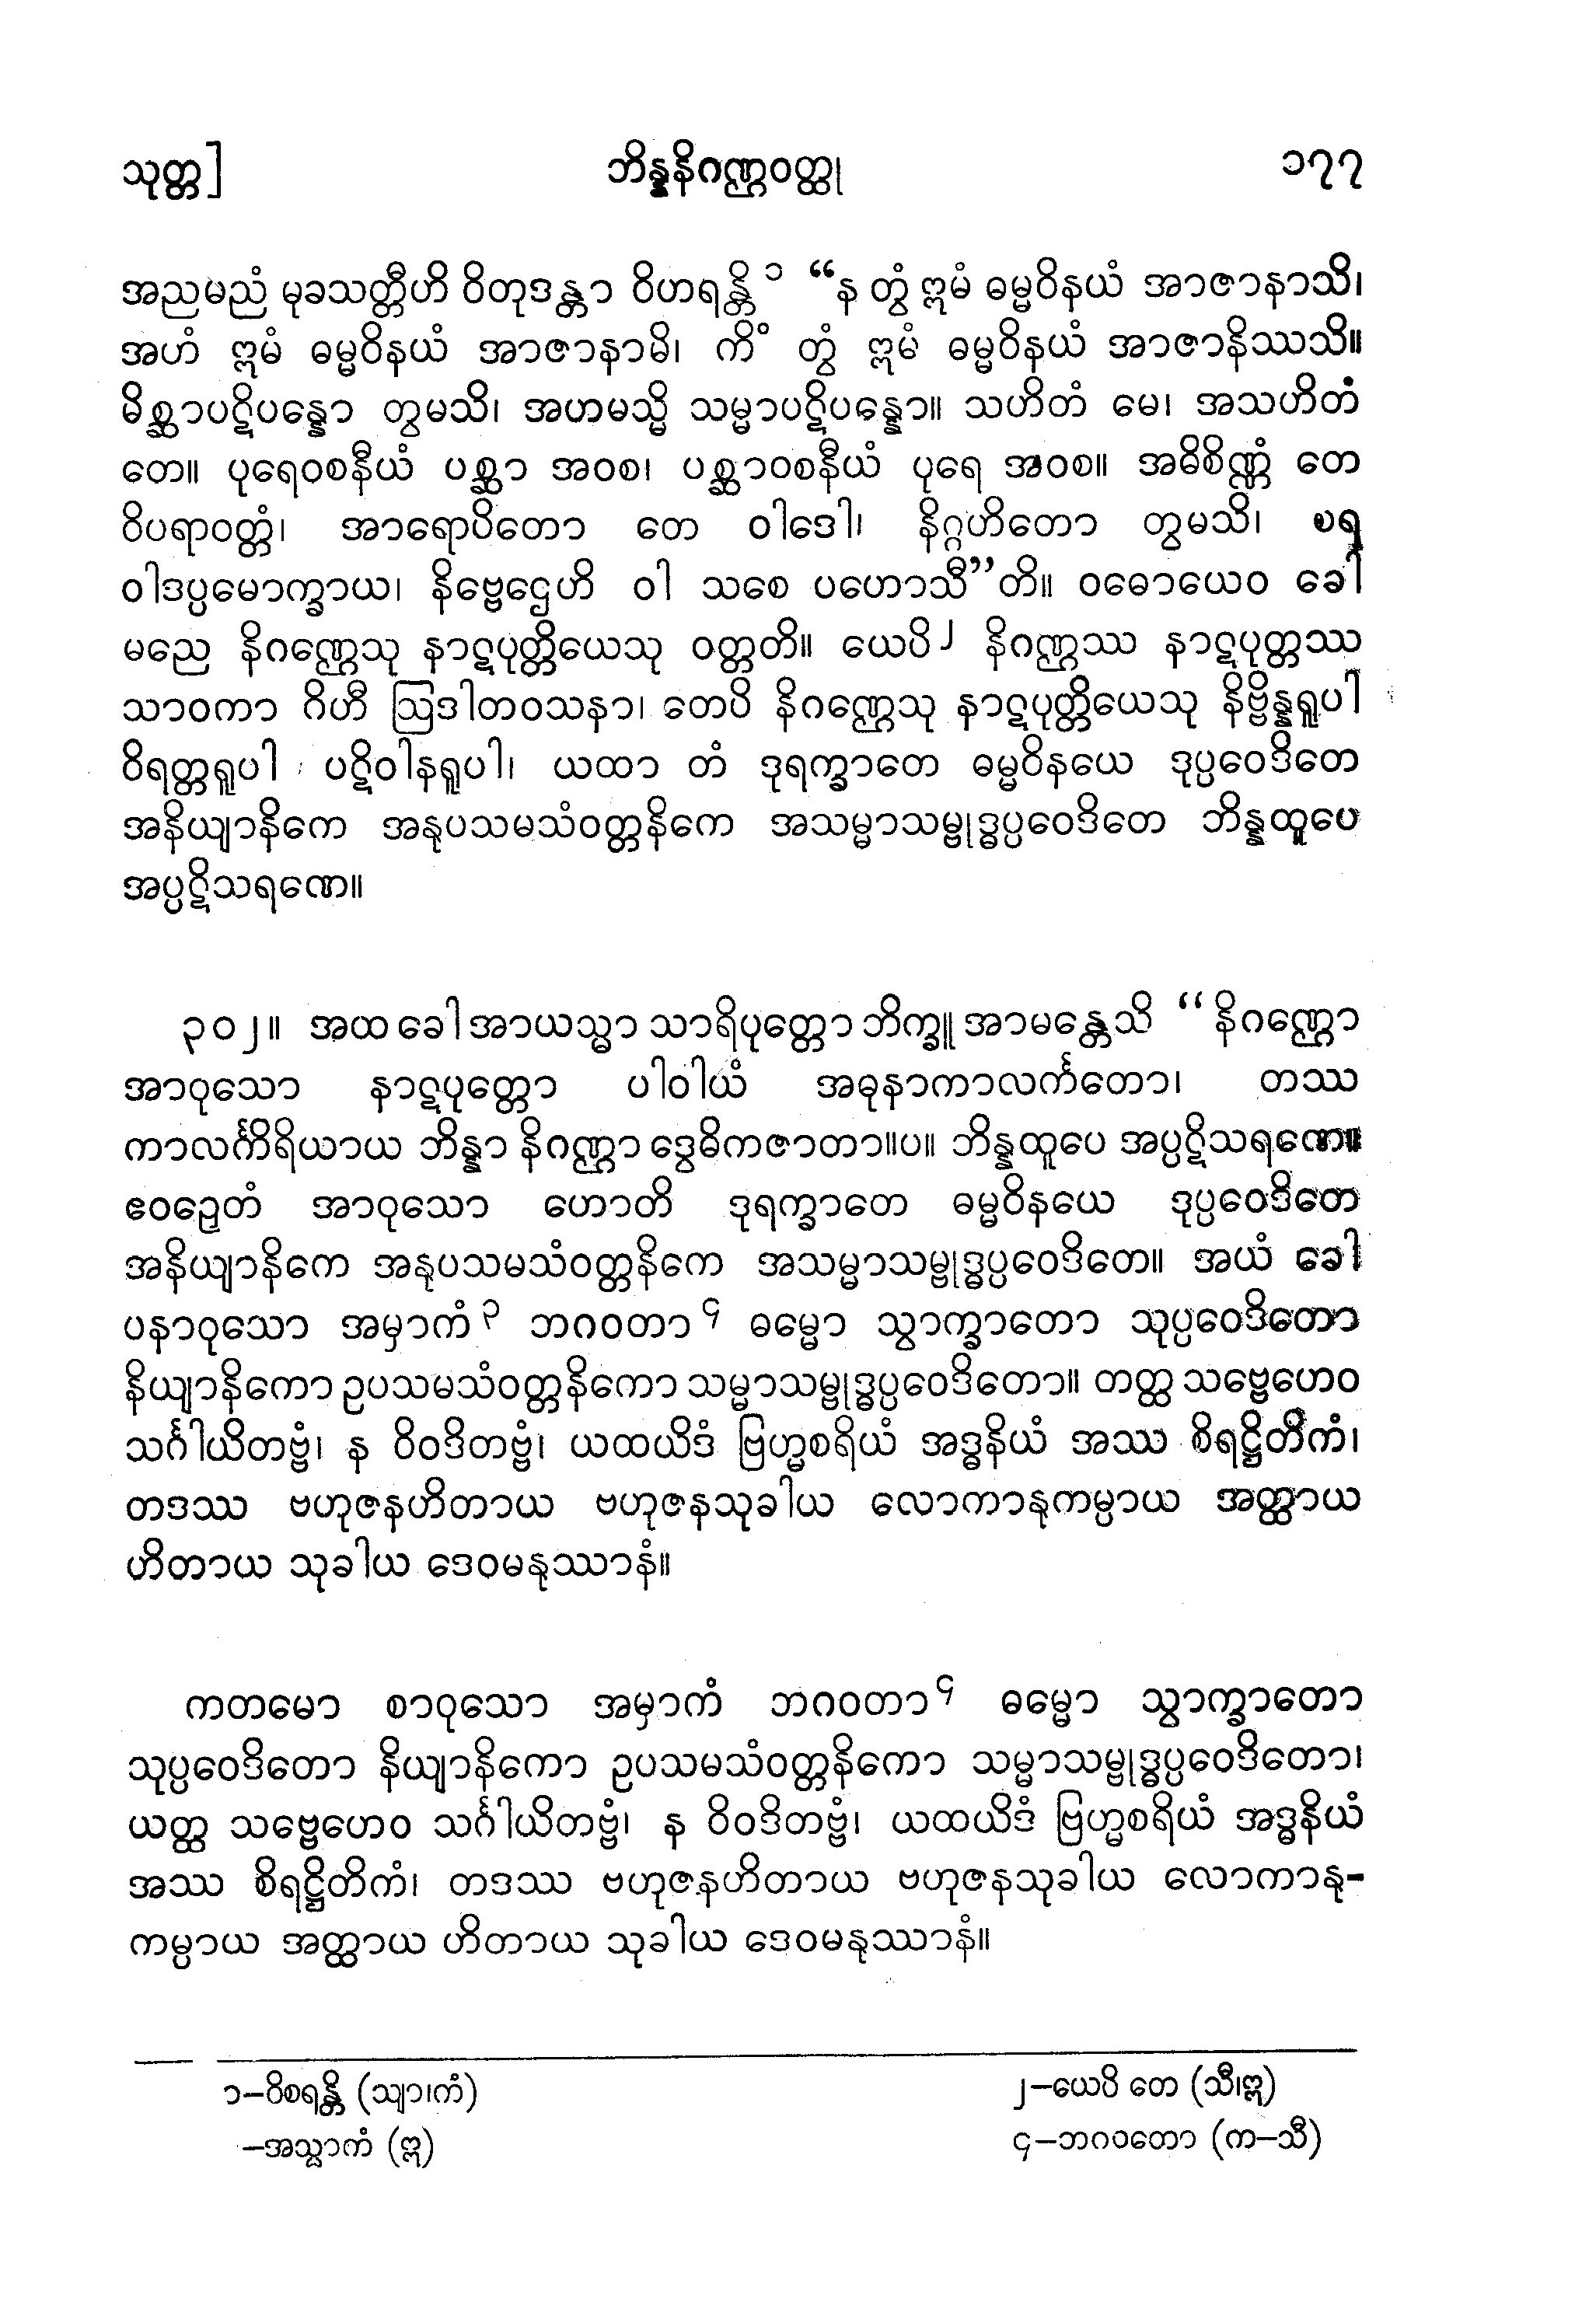 သုတ္တ] ဘိန္နနိဂဏ္ဌဝတ္ထု ၁၇၇
အညမညံ မုခသတ္တီဟိ ဝိတုဒန္တာ ဝိဟရန္တိ ၁ “န တွံ ဣမံ ဓမ္မဝိနယံ အာဇာနာသိ၊
အဟံ ဣမံ ဓမ္မဝိနယံ အာဇာနာမိ၊ ကိံ တွံ ဣမံ ဓမ္မဝိနယံ အာဇာနိဿသိ။
မိစ္ဆာပဋိပန္နော တွမသိ၊ အဟမသ္မိ သမ္မာပဋိပန္နော။ သဟိတံ မေ၊ အသဟိတံ
တေ။ ပုရေဝစနီယံ ပစ္ဆာ အဝစ၊ ပစ္ဆာဝစနီယံ ပုရေ အဝစ။ အဓိစိဏ္ဏံ တေ
ဝိပရာဝတ္တံ၊ အာရောပိတော တေ ဝါဒေါ၊ နိဂ္ဂဟိတော တွမသိ၊ စရ
ဝါဒပ္ပမောက္ခာယ၊ နိဗ္ဗေဌေဟိ ဝါ သစေ ပဟောသီ”တိ။ ဝဓောယေဝ ခေါ
မညေ နိဂဏ္ဌေသု နာဋပုတ္တိယေသု ဝတ္တတိ။ ယေပိ၂ နိဂဏ္ဌဿ နာဋပုတ္တဿ
သာဝကာ ဂိဟီ ဩဒါတဝသနာ၊ တေပိ နိဂဏ္ဌေသု နာဋပုတ္တိယေသု နိဗ္ဗိန္နရူပါ
ဝိရတ္တရူပါ ပဋိဝါနရူပါ၊ ယထာ တံ ဒုရက္ခာတေ ဓမ္မဝိနယေ ဒုပ္ပဝေဒိတေ
အနိယျာနိကေ အနုပသမသံဝတ္တနိကေ အသမ္မာသမ္ဗုဒ္ဓပ္ပဝေဒိတေ ဘိန္နထူပေ
အပ္ပဋိသရဏေ။
၃၀၂။ အထ ခေါ အာယသ္မာ သာရိပုတ္တော ဘိက္ခူ အာမန္တေသိ “နိဂဏ္ဌော
အာဝုသော နာဋပုတ္တော ပါဝါယံ အဓုနာကာလင်္ကတော၊ တဿ
ကာလင်္ကိရိယာယ ဘိန္နာ နိဂဏ္ဌာ ဒွေဓိကဇာတာ။ပ။ ဘိန္နထူပေ အပ္ပဋိသရဏေ။
ဧဝဉှေတံ အာဝုသော ဟောတိ ဒုရက္ခာတေ ဓမ္မဝိနယေ ဒုပ္ပဝေဒိတေ
အနိယျာနိကေ အနုပသမသံဝတ္တနိကေ အသမ္မာသမ္ဗုဒ္ဓပ္ပဝေဒိတေ။ အယံ ခေါ
ပနာဝုသော အမှာကံ ၃ ဘဂဝတာ ၄ ဓမ္မော သွာက္ခာတော သုပ္ပဝေဒိတော
နိယျာနိကော ဥပသမသံဝတ္တနိကော သမ္မာသမ္ဗုဒ္ဓပ္ပဝေဒိတော။ တတ္ထ သဗ္ဗေဟေဝ
သင်္ဂါယိတဗ္ဗံ၊ န ဝိဝဒိတဗ္ဗံ၊ ယထယိဒံ ဗြဟ္မစရိယံ အဒ္ဓနိယံ အဿ စိရဋ္ဌိတိကံ၊
တဒဿ ဗဟုဇနဟိတာယ ဗဟုဇနသုခါယ လောကာနုကမ္ပာယ အတ္ထာယ
ဟိတာယ သုခါယ ဒေဝမနုဿာနံ။
ကတမော စာဝုသော အမှာကံ ဘဂဝတာ ၄ ဓမ္မော သွာက္ခာတော
သုပ္ပဝေဒိတော နိယျာနိကော ဥပသမသံဝတ္တနိကော သမ္မာသမ္ဗုဒ္ဓပ္ပဝေဒိတော၊
ယတ္ထ သဗ္ဗေဟေဝ သင်္ဂါယိတဗ္ဗံ၊ န ဝိဝဒိတဗ္ဗံ၊ ယထယိဒံ ဗြဟ္မစရိယံ အဒ္ဓနိယံ
အဿ စိရဋ္ဌိတိကံ၊ တဒဿ ဗဟုဇနဟိတာယ ဗဟုဇနသုခါယ လောကာနု-
ကမ္ပာယ အတ္ထာယ ဟိတာယ သုခါယ ဒေဝမနုဿာနံ။
၁–ဝိစရန္တိ (သျာ၊ကံ) ၂–ယေပိ တေ (သီ၊ဣ)
–အသ္မာကံ (ဣ) ၄–ဘဂဝတော (က–သီ)